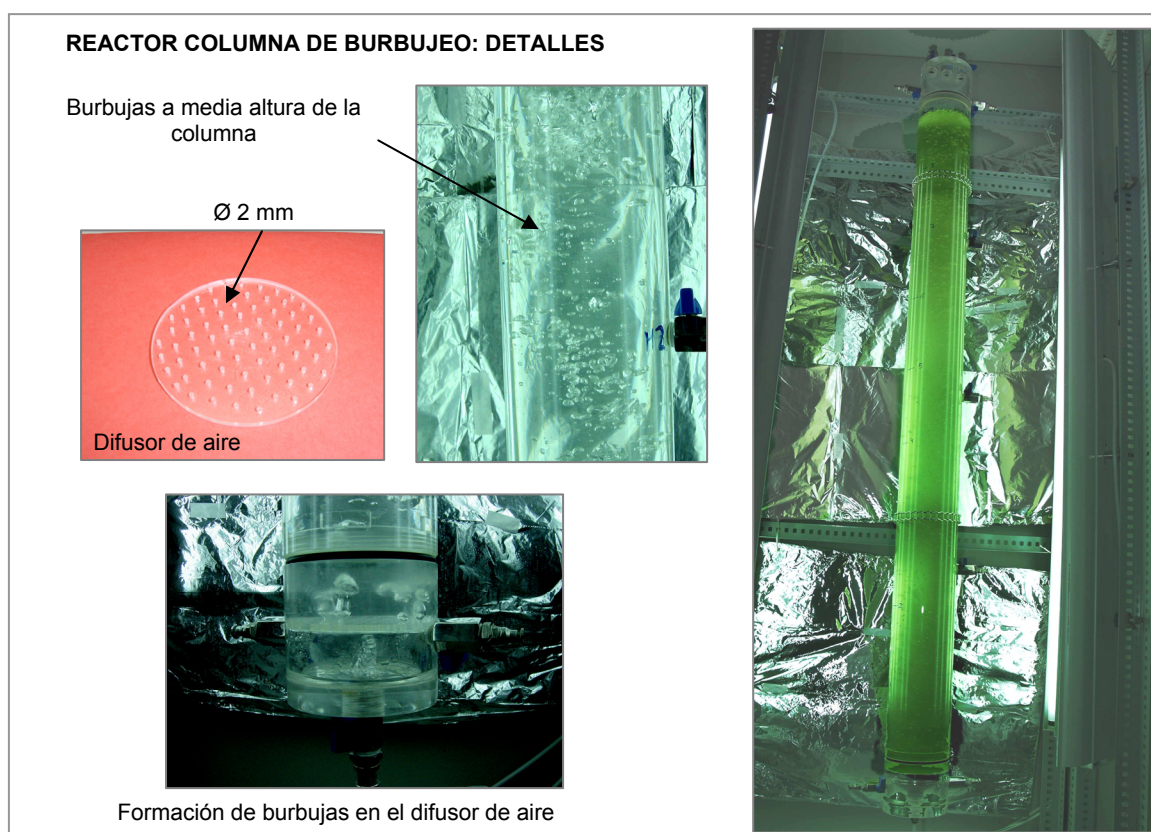 REACTOR COLUMNA DE BURBUJEO: DETALLES
Burbujas a media altura de la
columna
Ø 2 mm
Difusor de aire
H2
Formación de burbujas en el difusor de aire